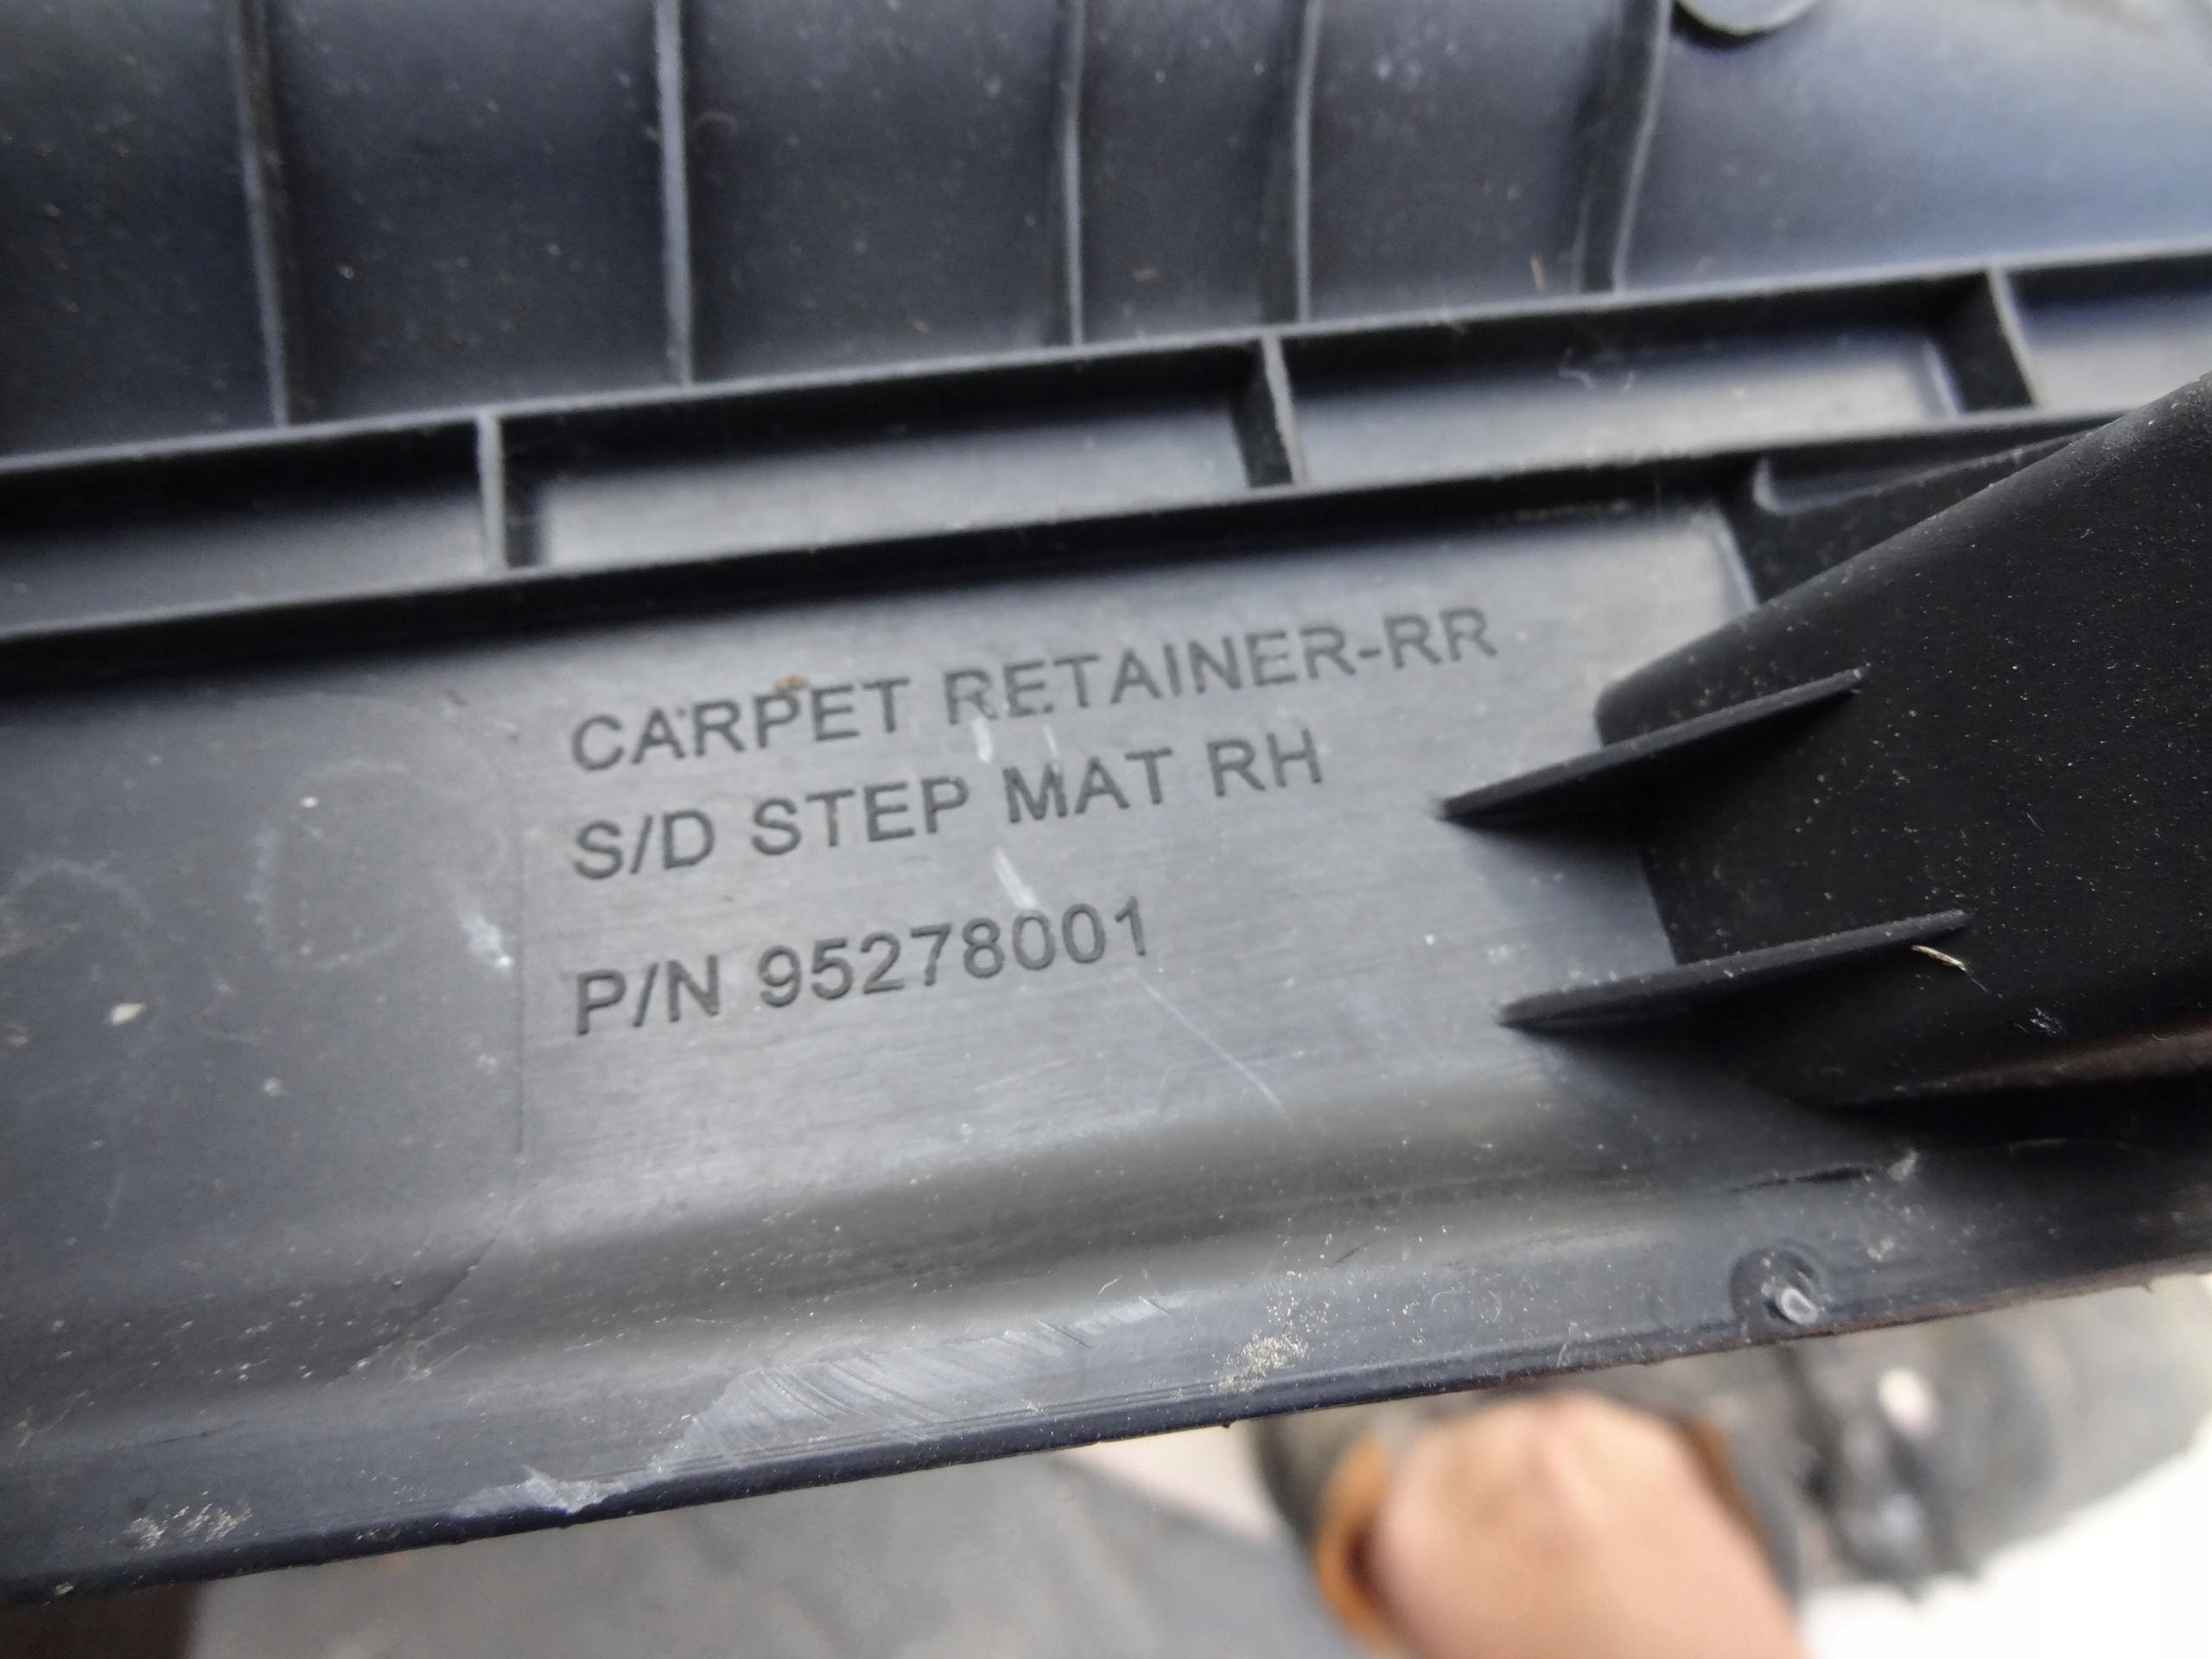 CARPET RETAINER-RR
S/D STEP MAT RH
P/N 95278001